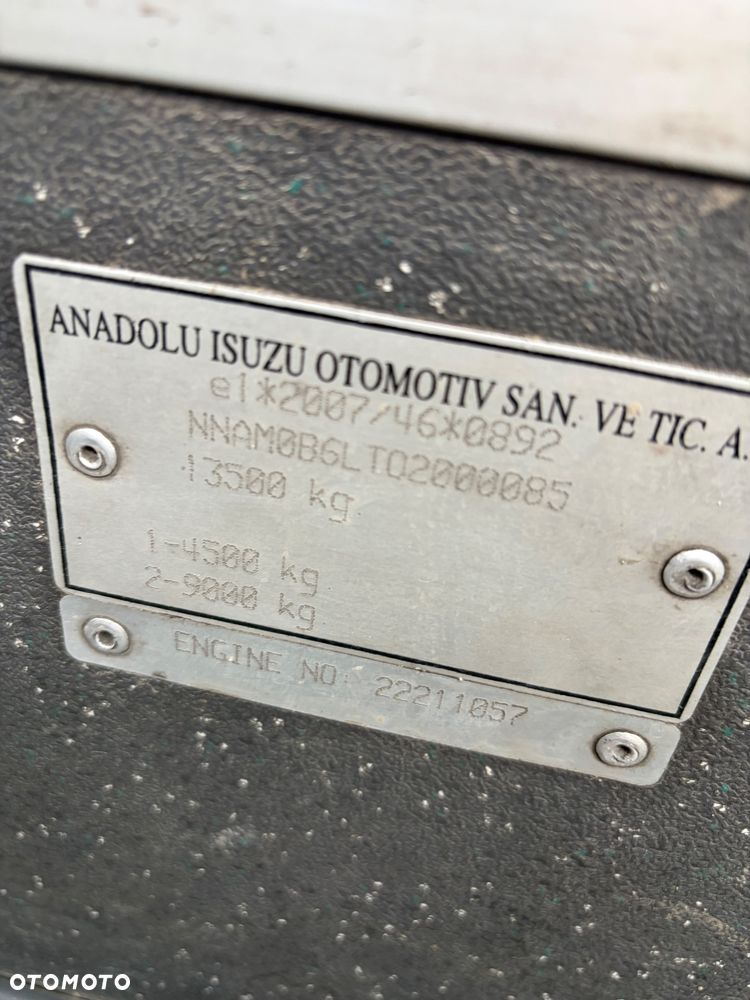 ANADOLU ISUZU OTOMOTIV SAN. VE TIC. A.
e1*2007/46*0892
NNAM0B6LT02000085
13500 kg
1-4500 kg
2-9000 kg
ENGINE NO: 22211057
OTOMOTO